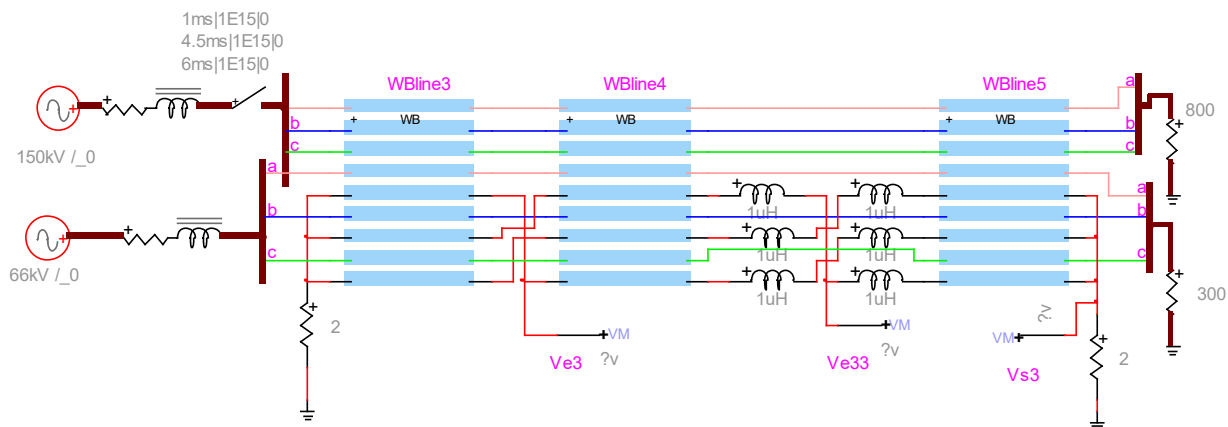 1ms|1E15|0
4.5ms|1E15|0
6ms|1E15|0
WBline3
WBline4
WBline5
+
+
+
150kV /_0
a
b
c
+
WB
+
WB
+
WB
a
b
c
+
800
a
b
c
+
66kV /_0
+
a
b
c
+
1uH
+
1uH
+
1uH
+
1uH
+
1uH
+
1uH
+
300
+
2
+VM
?v
Ve3
+VM
?v
Ve33
?v
VM+
Vs3
+
2